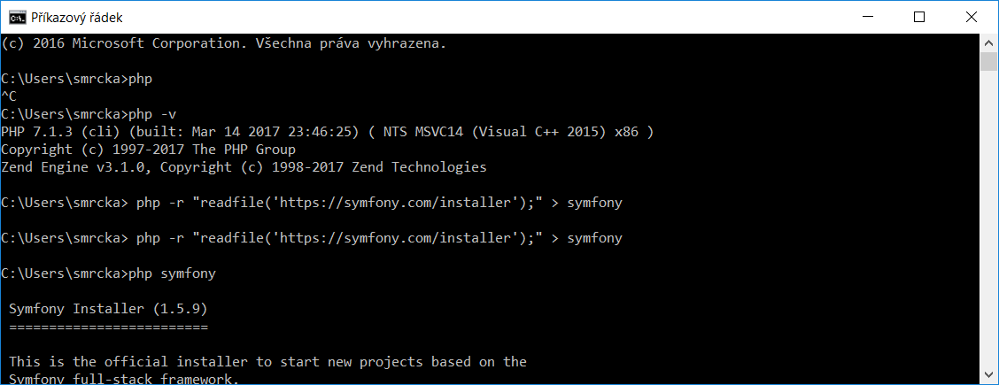 Příkazový řádek
(c) 2016 Microsoft Corporation. Všechna práva vyhrazena.
C:\Users\smrcka>php
^C
C:\Users\smrcka>php -v
PHP 7.1.3 (cli) (built: Mar 14 2017 23:46:25) ( NTS MSVC14 (Visual C++ 2015) x86 )
Copyright (c) 1997-2017 The PHP Group
Zend Engine v3.1.0, Copyright (c) 1998-2017 Zend Technologies
C:\Users\smrcka> php -r "readfile('https://symfony.com/installer');" > symfony
C:\Users\smrcka> php -r "readfile('https://symfony.com/installer');" > symfony
C:\Users\smrcka>php symfony
Symfony Installer (1.5.9)
=========================
This is the official installer to start new projects based on the
Symfony full-stack framework.